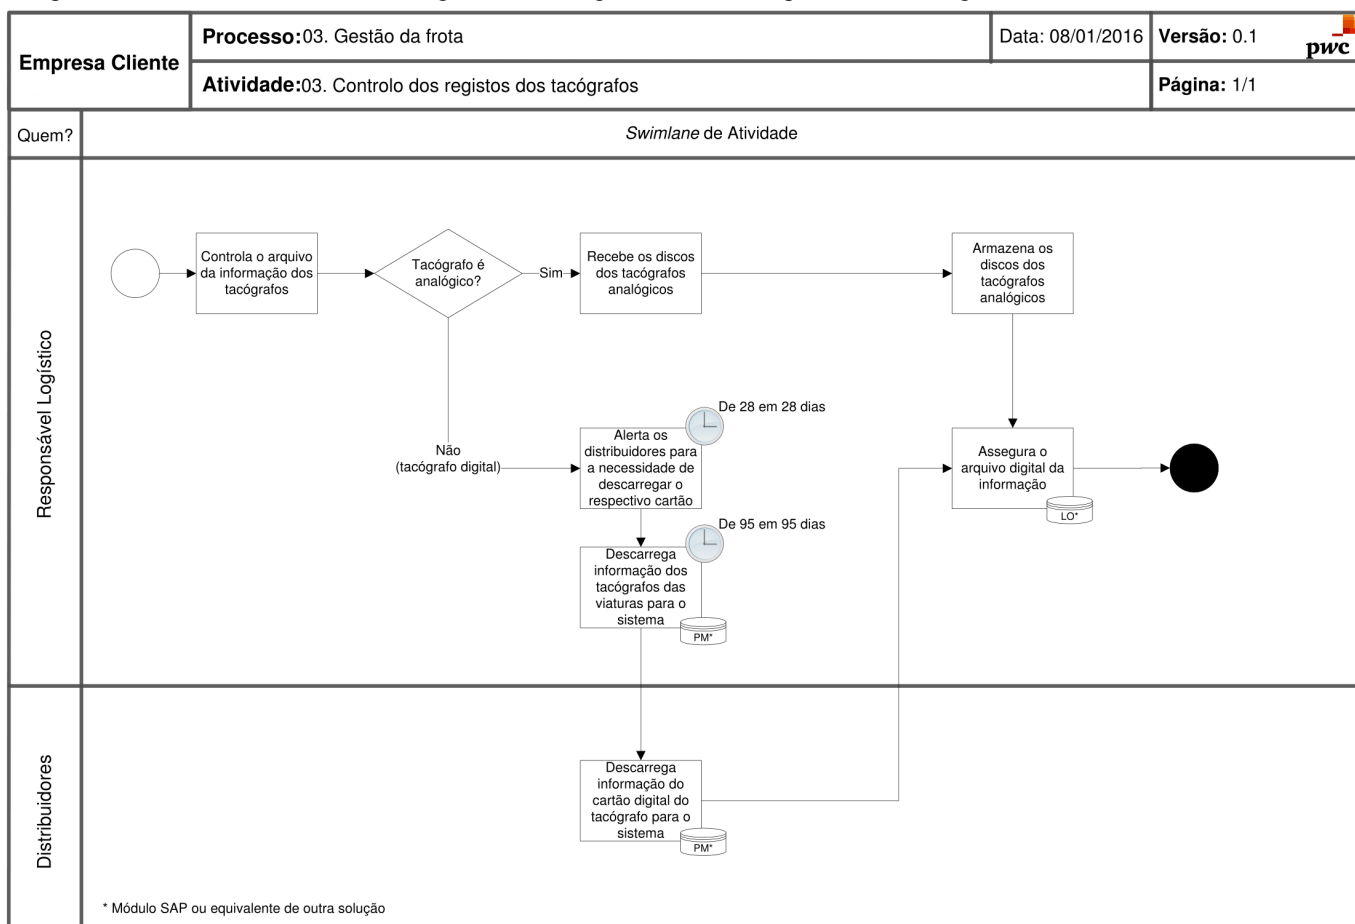 Empresa Cliente
Processo:03. Gestão da frota
Data: 08/01/2016
Versão: 0.1
pwc
Atividade:03. Controlo dos registos dos tacógrafos
Página: 1/1
Quem?
Swimlane de Atividade
Responsável Logístico
Controla o arquivo
da informação dos
tacógrafos
Tacógrafo é
analógico?
Sim
Recebe os discos
dos tacógrafos
analógicos
Armazena os
discos dos
tacógrafos
analógicos
Não
(tacógrafo digital)
De 28 em 28 dias
Alerta os
distribuidores para
a necessidade de
descarregar o
respectivo cartão
Assegura o
arquivo digital da
informação
LO*
De 95 em 95 dias
Descarrega
informação dos
tacógrafos das
viaturas para o
sistema
PM*
Distribuidores
Descarrega
informação do
cartão digital do
tacógrafo para o
sistema
PM*
* Módulo SAP ou equivalente de outra solução